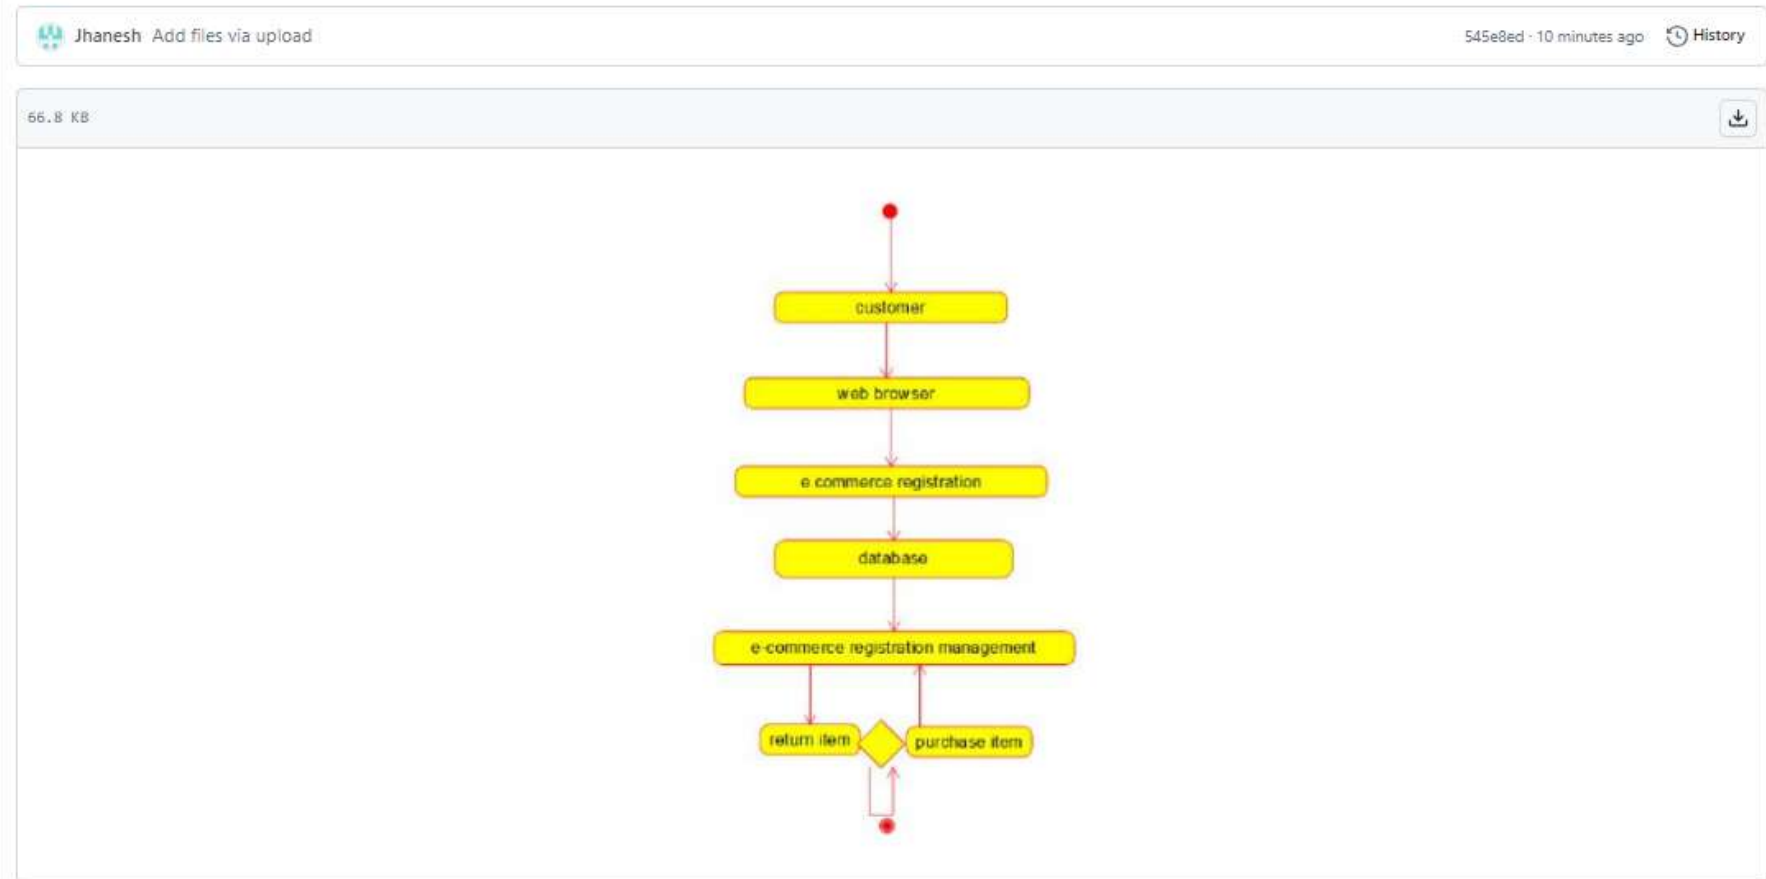 Jhanesh Add files via upload
545e8ed · 10 minutes ago
History
66.8 KB
customer
web browser
e commerce registration
database
e-commerce registration management
return item
purchase item